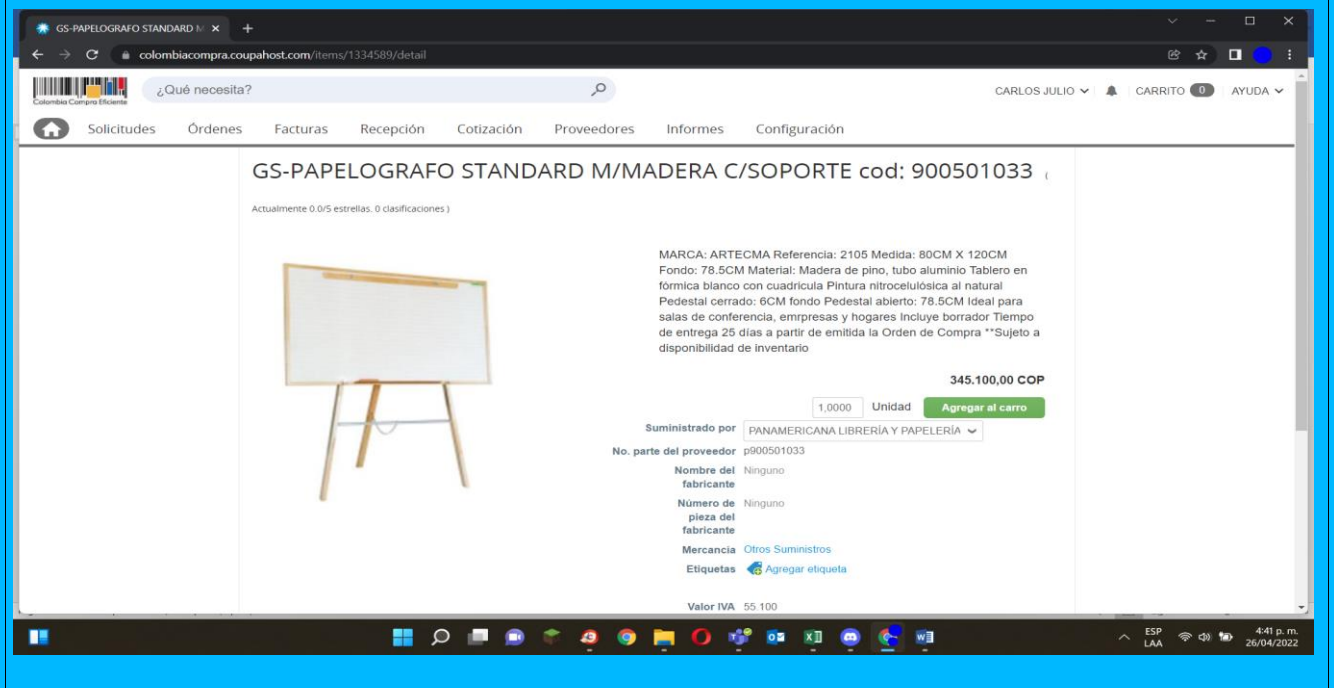 GS-PAPELOGRAFO STANDARD M
colombiacompra.coupahost.com/items/1334589/detail
Colombia Compra Eficiente
¿Qué necesita?
CARLOS JULIO
CARRITO 0
AYUDA
Solicitudes Órdenes Facturas Recepción Cotización Proveedores Informes Configuración
GS-PAPELOGRAFO STANDARD M/MADERA C/SOPORTE cod: 900501033 (
Actualmente 0.0/5 estrellas. 0 clasificaciones )
MARCA: ARTECMA Referencia: 2105 Medida: 80CM X 120CM
Fondo: 78.5CM Material: Madera de pino, tubo aluminio Tablero en
fórmica blanco con cuadricula Pintura nitrocelulósica al natural
Pedestal cerrado: 6CM fondo Pedestal abierto: 78.5CM Ideal para
salas de conferencia, emrpresas y hogares Incluye borrador Tiempo
de entrega 25 días a partir de emitida la Orden de Compra **Sujeto a
disponibilidad de inventario
345.100,00 COP
1,0000 Unidad Agregar al carro
Suministrado por PANAMERICANA LIBRERÍA Y PAPELERÍA
No. parte del proveedor p900501033
Nombre del Ninguno
fabricante
Número de Ninguno
pieza del
fabricante
Mercancia Otros Suministros
Etiquetas Agregar etiqueta
Valor IVA 55.100
ESP
LAA
4:41 p. m.
26/04/2022